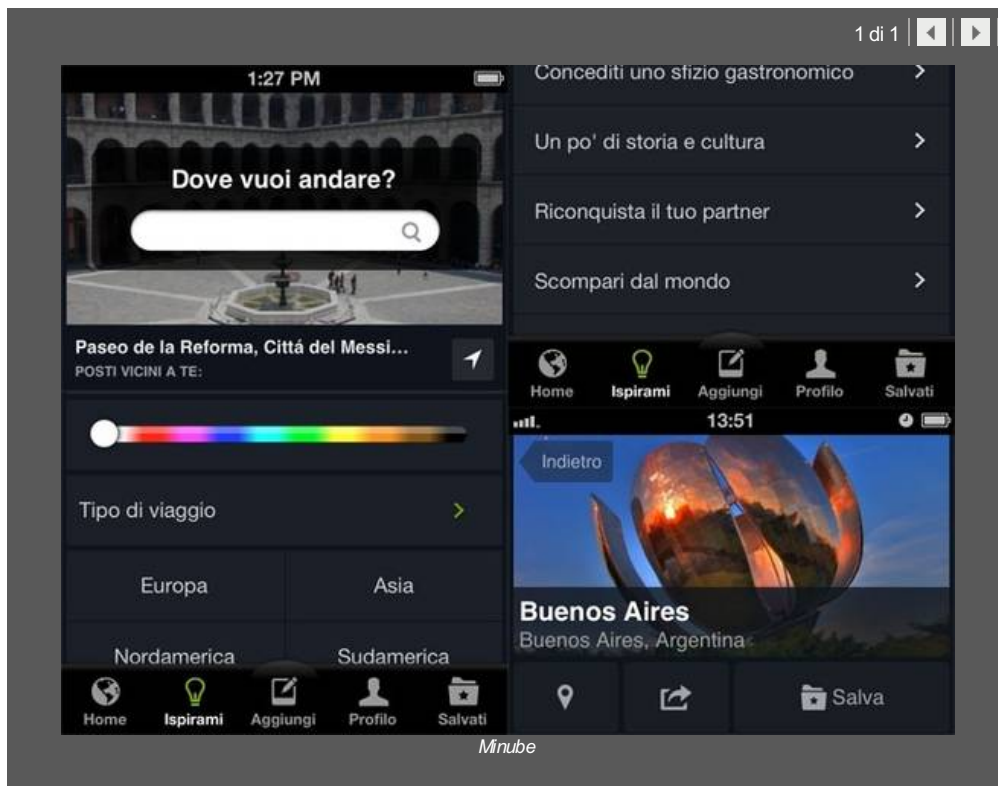 1 di 1
1:27 PM
Dove vuoi andare?
Paseo de la Reforma, Cittá del Messi...
POSTI VICINI A TE:
Tipo di viaggio
Europa
Asia
Nordamerica
Sudamerica
Home
Ispirami
Aggiungi
Profilo
Salvati
Concediti uno sfizio gastronomico
Un po' di storia e cultura
Riconquista il tuo partner
Scompari dal mondo
Home
Ispirami
Aggiungi
Profilo
Salvati
13:51
Indietro
Buenos Aires
Buenos Aires, Argentina
Salva
Minube